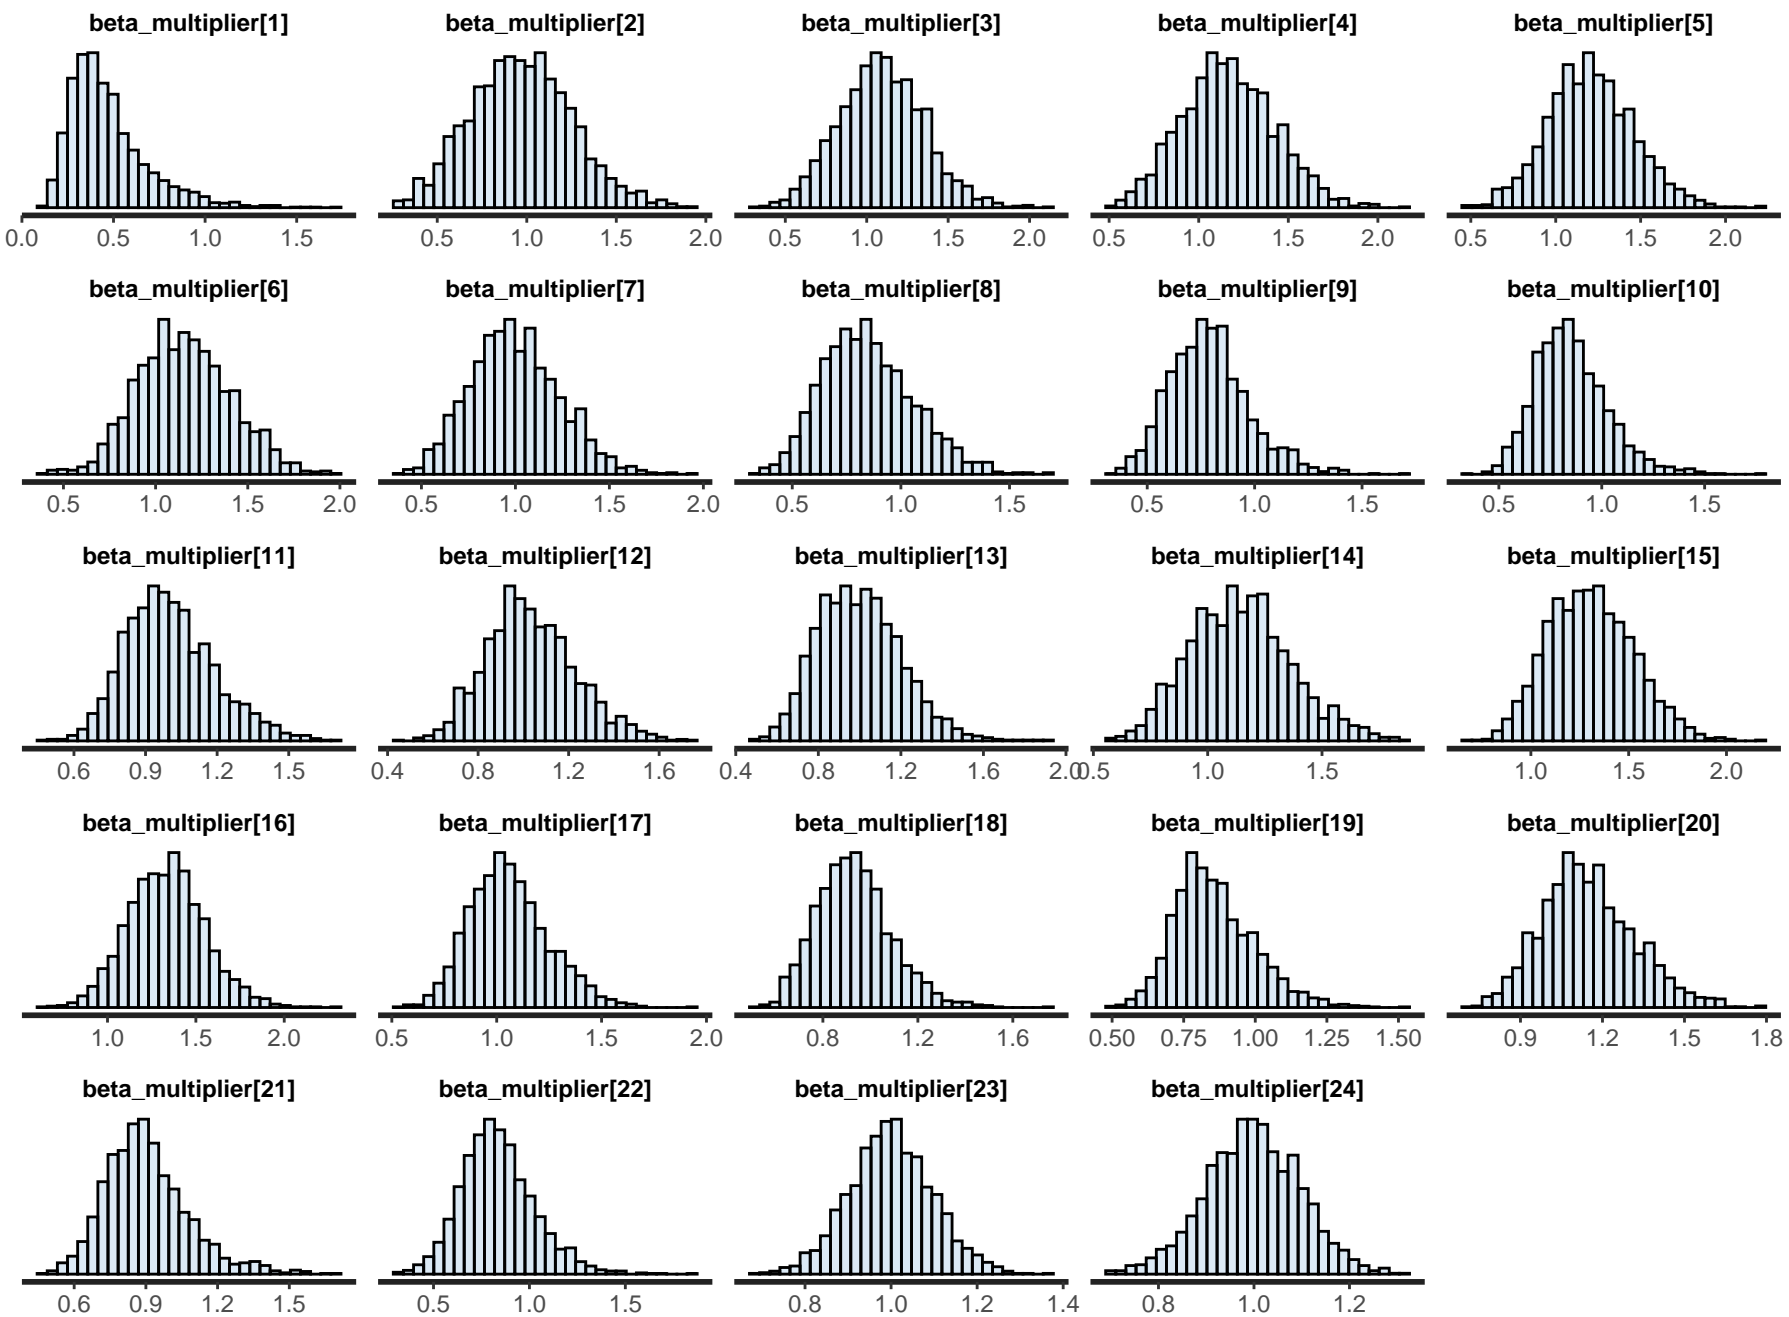 beta_multiplier[1] beta_multiplier[2] beta_multiplier[3] beta_multiplier[4] beta_multiplier[5]
0.0 0.5 1.0 1.5 0.5 1.0 1.5 2.0 0.5 1.0 1.5 2.0 0.5 1.0 1.5 2.0 0.5 1.0 1.5 2.0
beta_multiplier[6] beta_multiplier[7] beta_multiplier[8] beta_multiplier[9] beta_multiplier[10]
0.5 1.0 1.5 2.0 0.5 1.0 1.5 2.0 0.5 1.0 1.5 0.5 1.0 1.5 0.5 1.0 1.5
beta_multiplier[11] beta_multiplier[12] beta_multiplier[13] beta_multiplier[14] beta_multiplier[15]
0.6 0.9 1.2 1.5 0.4 0.8 1.2 1.6 0.4 0.8 1.2 1.6 2.0 0.5 1.0 1.5 1.0 1.5 2.0
beta_multiplier[16] beta_multiplier[17] beta_multiplier[18] beta_multiplier[19] beta_multiplier[20]
1.0 1.5 2.0 0.5 1.0 1.5 2.0 0.8 1.2 1.6 0.50 0.75 1.00 1.25 1.50 0.9 1.2 1.5 1.8
beta_multiplier[21] beta_multiplier[22] beta_multiplier[23] beta_multiplier[24]
0.6 0.9 1.2 1.5 0.5 1.0 1.5 0.8 1.0 1.2 1.4 0.8 1.0 1.2